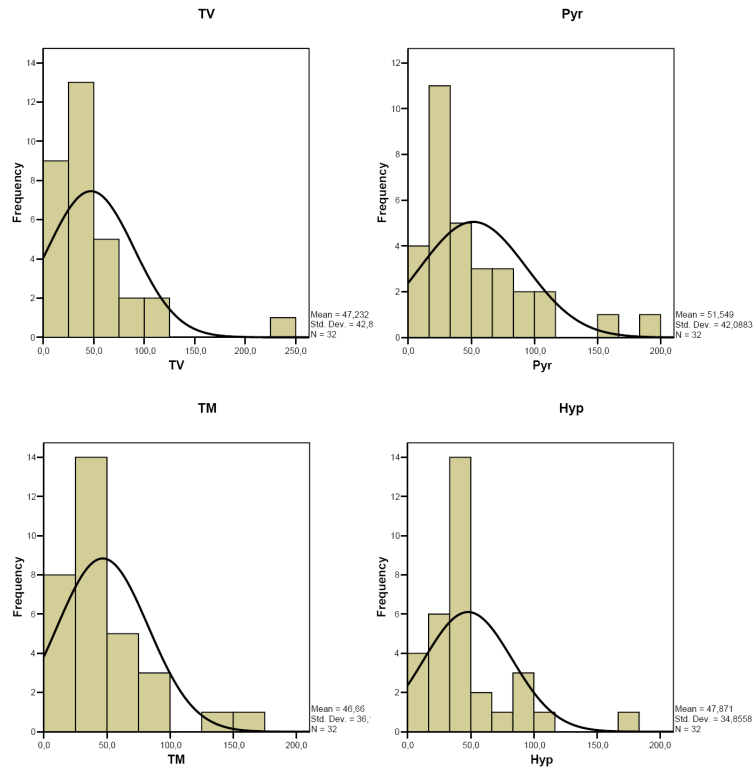 TV
14
12
10
8
6
4
2
0
Frequency
0,0 50,0 100,0 150,0 200,0 250,0
TV
Mean = 47,232
Std. Dev. = 42,8
N = 32
Pyr
12
10
8
6
4
2
0
Frequency
0,0 50,0 100,0 150,0 200,0
Pyr
Mean = 51,549
Std. Dev. = 42,0883
N = 32
TM
14
12
10
8
6
4
2
0
Frequency
0,0 50,0 100,0 150,0 200,0
TM
Mean = 46,66
Std. Dev. = 36,
N = 32
Hyp
14
12
10
8
6
4
2
0
Frequency
0,0 50,0 100,0 150,0 200,0
Hyp
Mean = 47,871
Std. Dev. = 34,8558
N = 32